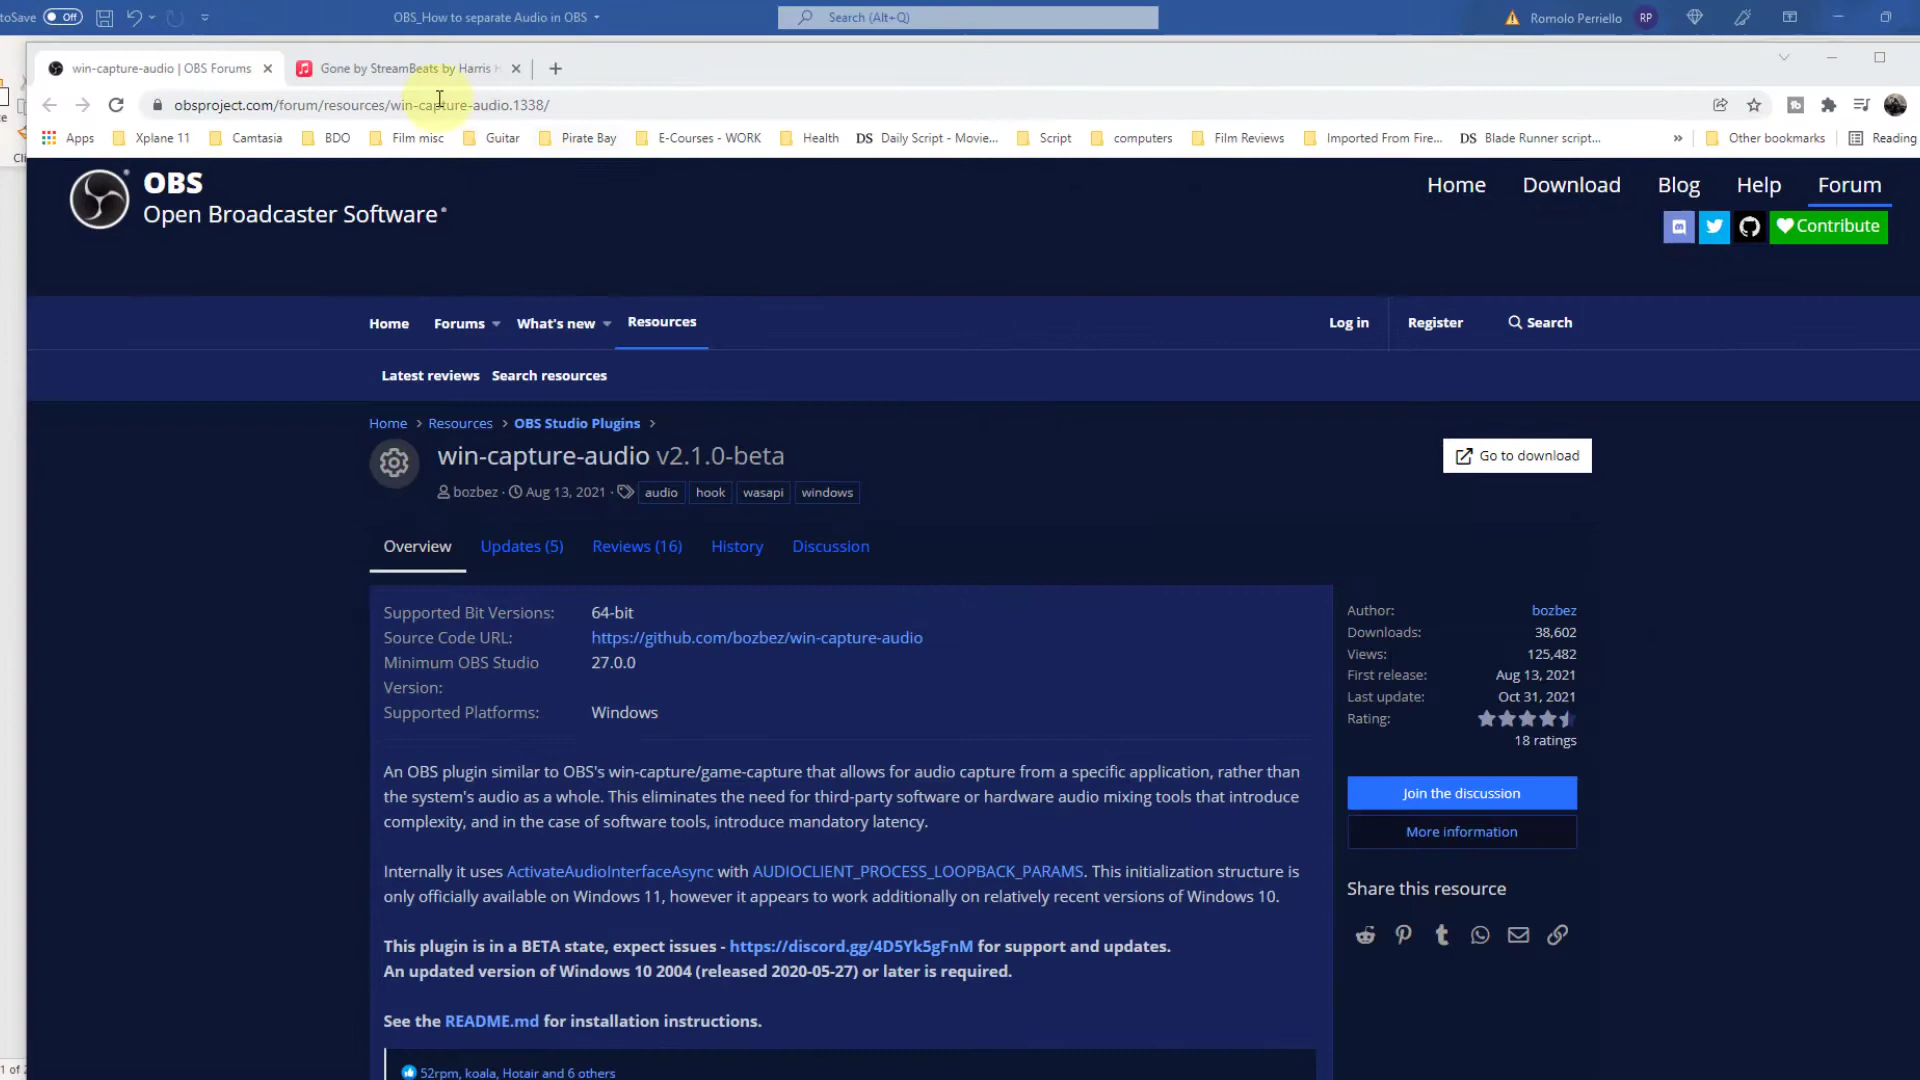 toSave Off OBS_How to separate Audio in OBS Search (Alt+Q) Romolo Perriello RP
win-capture-audio | OBS Forums Gone by StreamBeats by Harris
obsproject.com/forum/resources/win-capture-audio.1338/
Apps Xplane 11 Camtasia BDO Film misc Guitar Pirate Bay E-Courses - WORK Health DS Daily Script - Movie... Script computers Film Reviews Imported From Fire... DS Blade Runner script... » Other bookmarks Reading
OBS
Open Broadcaster Software
Home Download Blog Help Forum
Contribute
Home Forums What's new Resources Log in Register Search
Latest reviews Search resources
Home > Resources > OBS Studio Plugins >
win-capture-audio v2.1.0-beta
Go to download
bozbez · Aug 13, 2021 · audio hook wasapi windows
Overview Updates (5) Reviews (16) History Discussion
Supported Bit Versions: 64-bit
Source Code URL: https://github.com/bozbez/win-capture-audio
Minimum OBS Studio 27.0.0
Version:
Supported Platforms: Windows
An OBS plugin similar to OBS's win-capture/game-capture that allows for audio capture from a specific application, rather than
the system's audio as a whole. This eliminates the need for third-party software or hardware audio mixing tools that introduce
complexity, and in the case of software tools, introduce mandatory latency.
Internally it uses ActivateAudioInterfaceAsync with AUDIOCLIENT_PROCESS_LOOPBACK_PARAMS. This initialization structure is
only officially available on Windows 11, however it appears to work additionally on relatively recent versions of Windows 10.
This plugin is in a BETA state, expect issues - https://discord.gg/4D5Yk5gFnM for support and updates.
An updated version of Windows 10 2004 (released 2020-05-27) or later is required.
See the README.md for installation instructions.
52rpm, koala, Hotair and 6 others
Author: bozbez
Downloads: 38,602
Views: 125,482
First release: Aug 13, 2021
Last update: Oct 31, 2021
Rating:
18 ratings
Join the discussion
More information
Share this resource
1 of